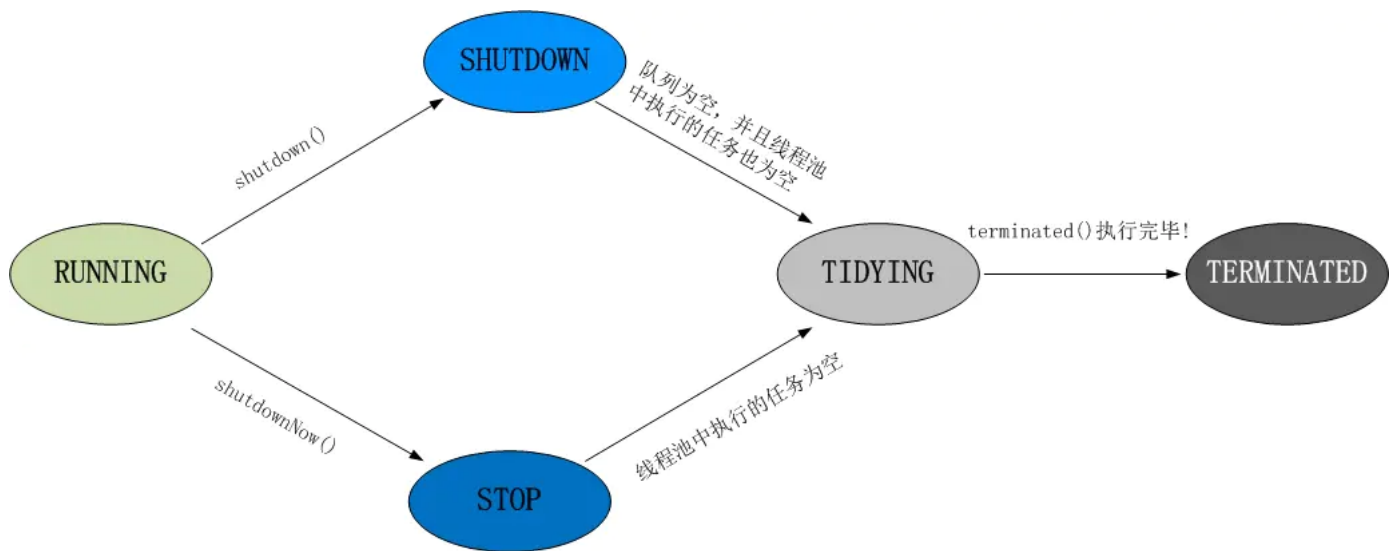 SHUTDOWN
队列为空，并且线程池
中执行的任务也为空
shutdown()
terminated()执行完毕!
RUNNING
TIDYING
TERMINATED
shutdownNow()
线程池中执行的任务为空
STOP